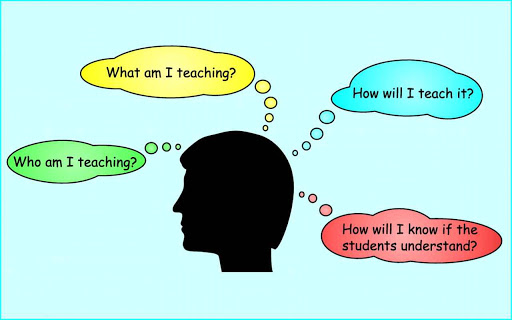 What am I teaching?
How will I teach it?
Who am I teaching?
How will I know if the
students understand?